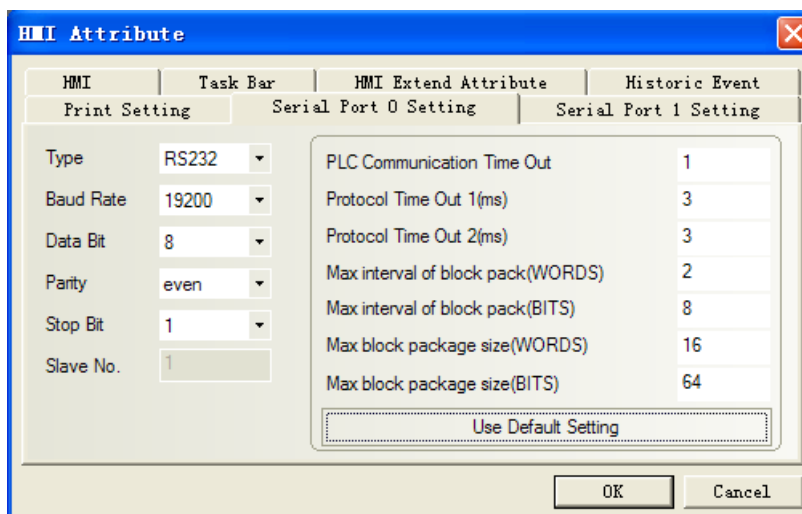 HMI Attribute
HMI Task Bar HMI Extend Attribute Historic Event
Print Setting Serial Port 0 Setting Serial Port 1 Setting
Type RS232
Baud Rate 19200
Data Bit 8
Parity even
Stop Bit 1
Slave No. 1
PLC Communication Time Out 1
Protocol Time Out 1(ms) 3
Protocol Time Out 2(ms) 3
Max interval of block pack(WORDS) 2
Max interval of block pack(BITS) 8
Max block package size(WORDS) 16
Max block package size(BITS) 64
Use Default Setting
OK Cancel